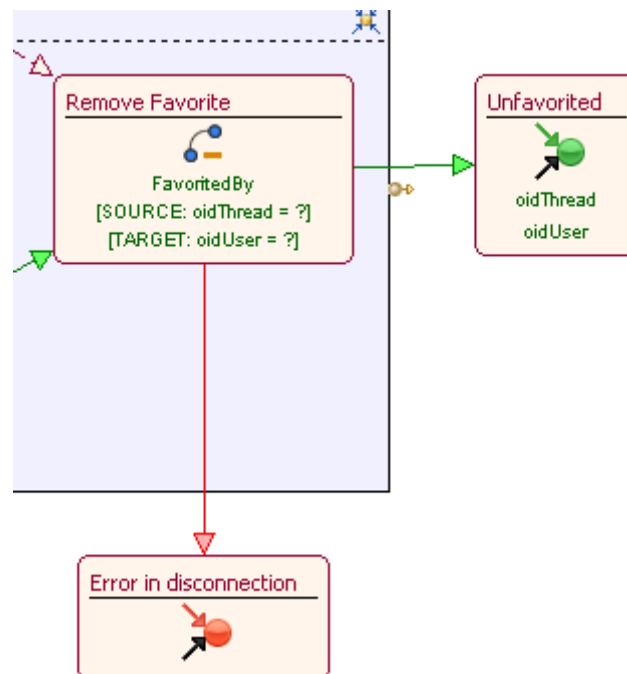 Remove Favorite
FavoritedBy
[SOURCE: oidThread = ?]
[TARGET: oidUser = ?]
Unfavorited
oidThread
oidUser
Error in disconnection